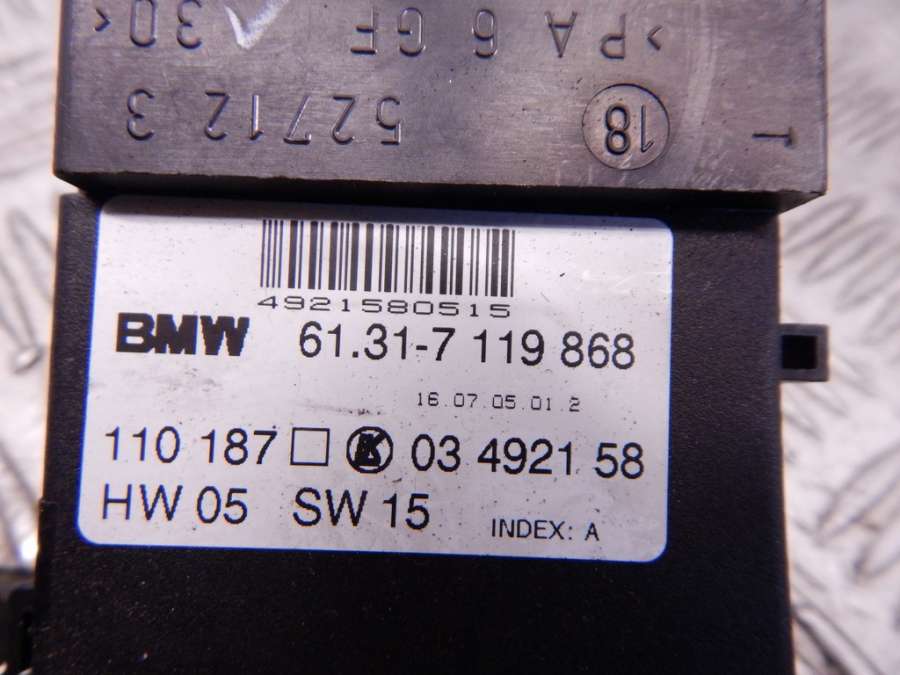 >PA 6 GF 30<
T 18 52712 3
4921580515
BMW 61.31-7 119 868
16.07.05.01.2
110 187 □ 03 4921 58
HW 05 SW 15 INDEX: A